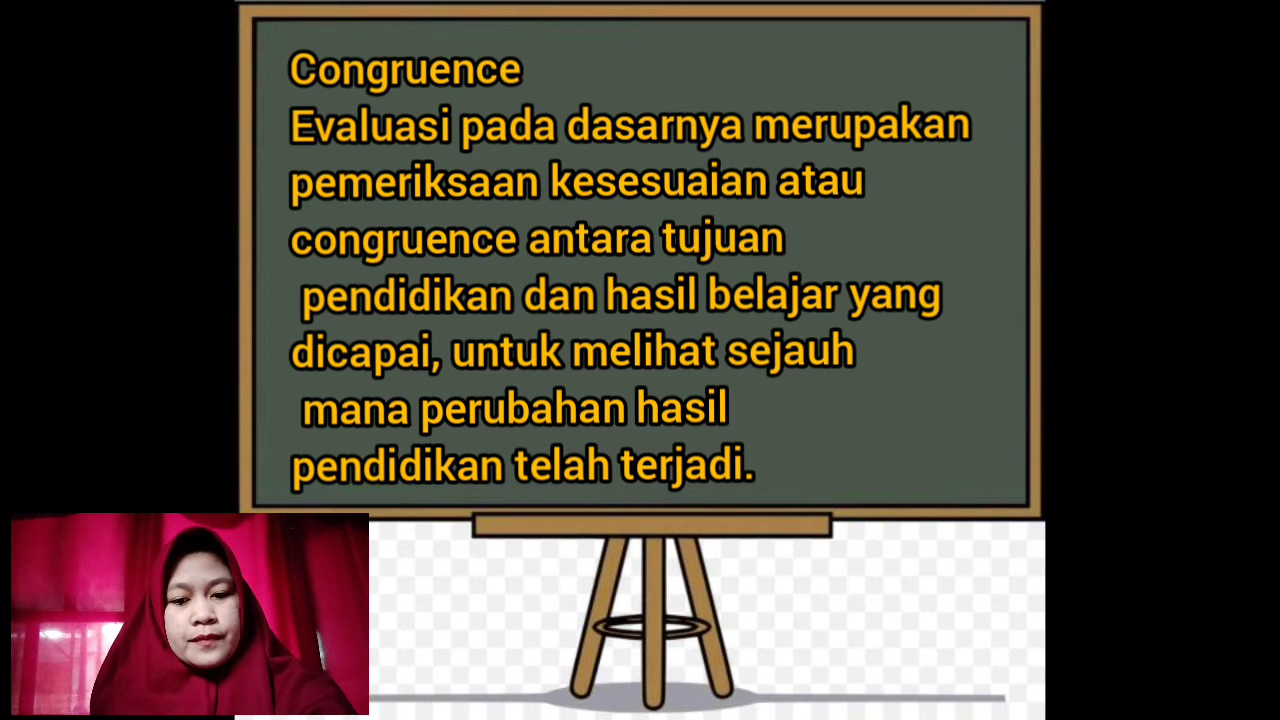 Congruence
Evaluasi pada dasarnya merupakan
pemeriksaan kesesuaian atau
congruence antara tujuan
pendidikan dan hasil belajar yang
dicapai, untuk melihat sejauh
mana perubahan hasil
pendidikan telah terjadi.